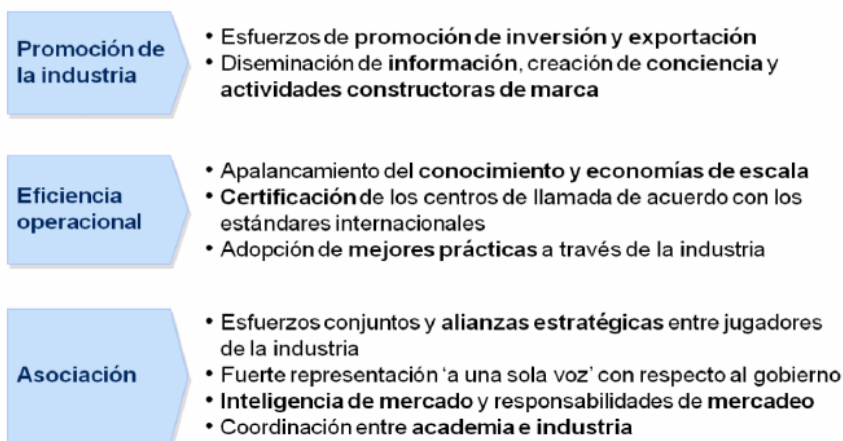 Promoción de
la industria
• Esfuerzos de promoción de inversión y exportación
• Diseminación de información, creación de conciencia y
actividades constructoras de marca
Eficiencia
operacional
• Apalancamiento del conocimiento y economías de escala
• Certificación de los centros de llamada de acuerdo con los
estándares internacionales
• Adopción de mejores prácticas a través de la industria
Asociación
• Esfuerzos conjuntos y alianzas estratégicas entre jugadores
de la industria
• Fuerte representación ‘a una sola voz’ con respecto al gobierno
• Inteligencia de mercado y responsabilidades de mercadeo
• Coordinación entre academia e industria